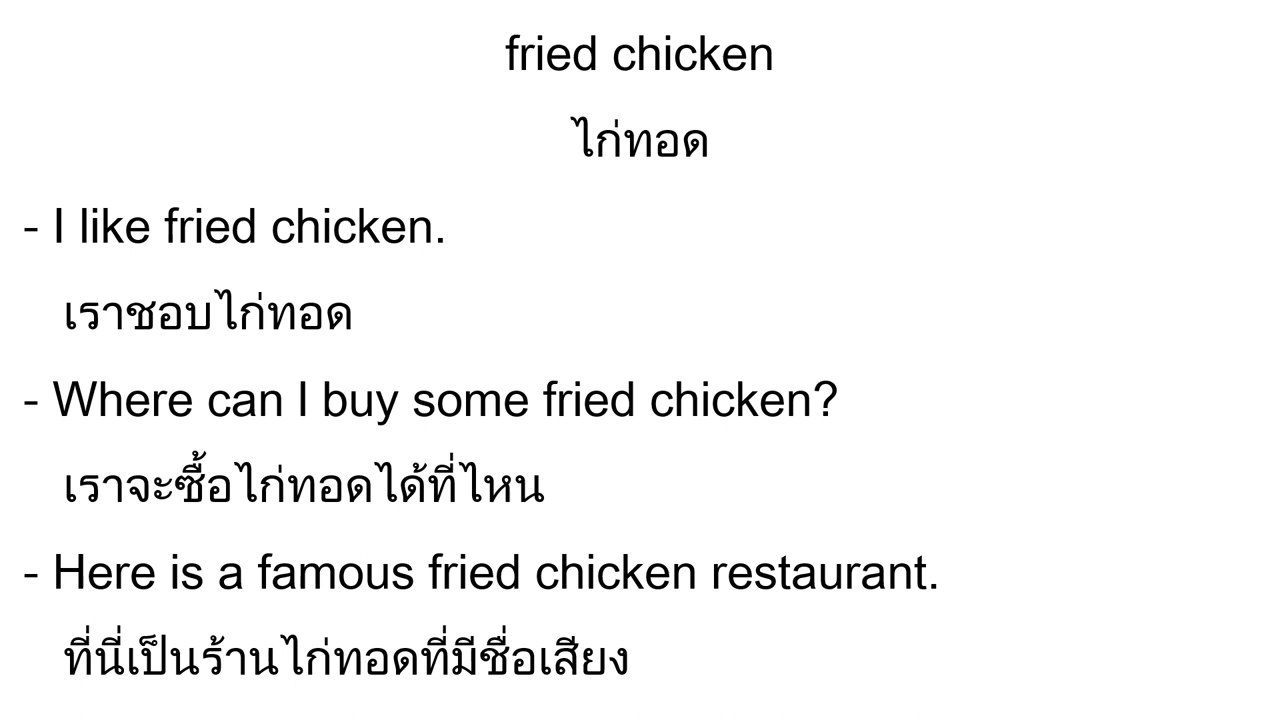 fried chicken
ไก่ทอด
- I like fried chicken.
เราชอบไก่ทอด
- Where can I buy some fried chicken?
เราจะซื้อไก่ทอดได้ที่ไหน
- Here is a famous fried chicken restaurant.
ที่นี่เป็นร้านไก่ทอดที่มีชื่อเสียง